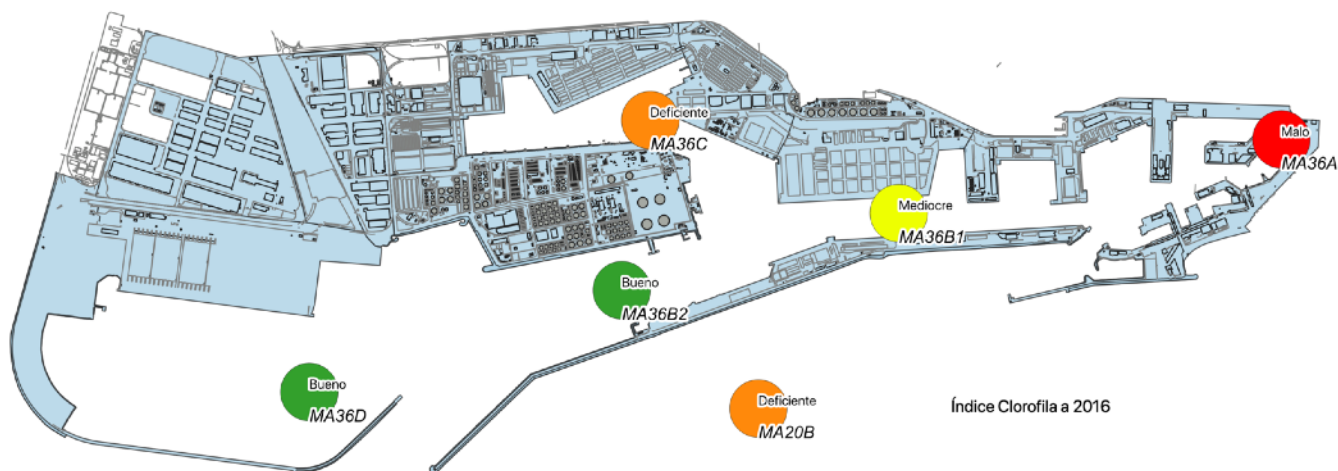 Deficiente
MA36C
Malo
MA36A
Mediocre
MA36B1
Bueno
MA36B2
Bueno
MA36D
Deficiente
MA20B
Índice Clorofila a 2016